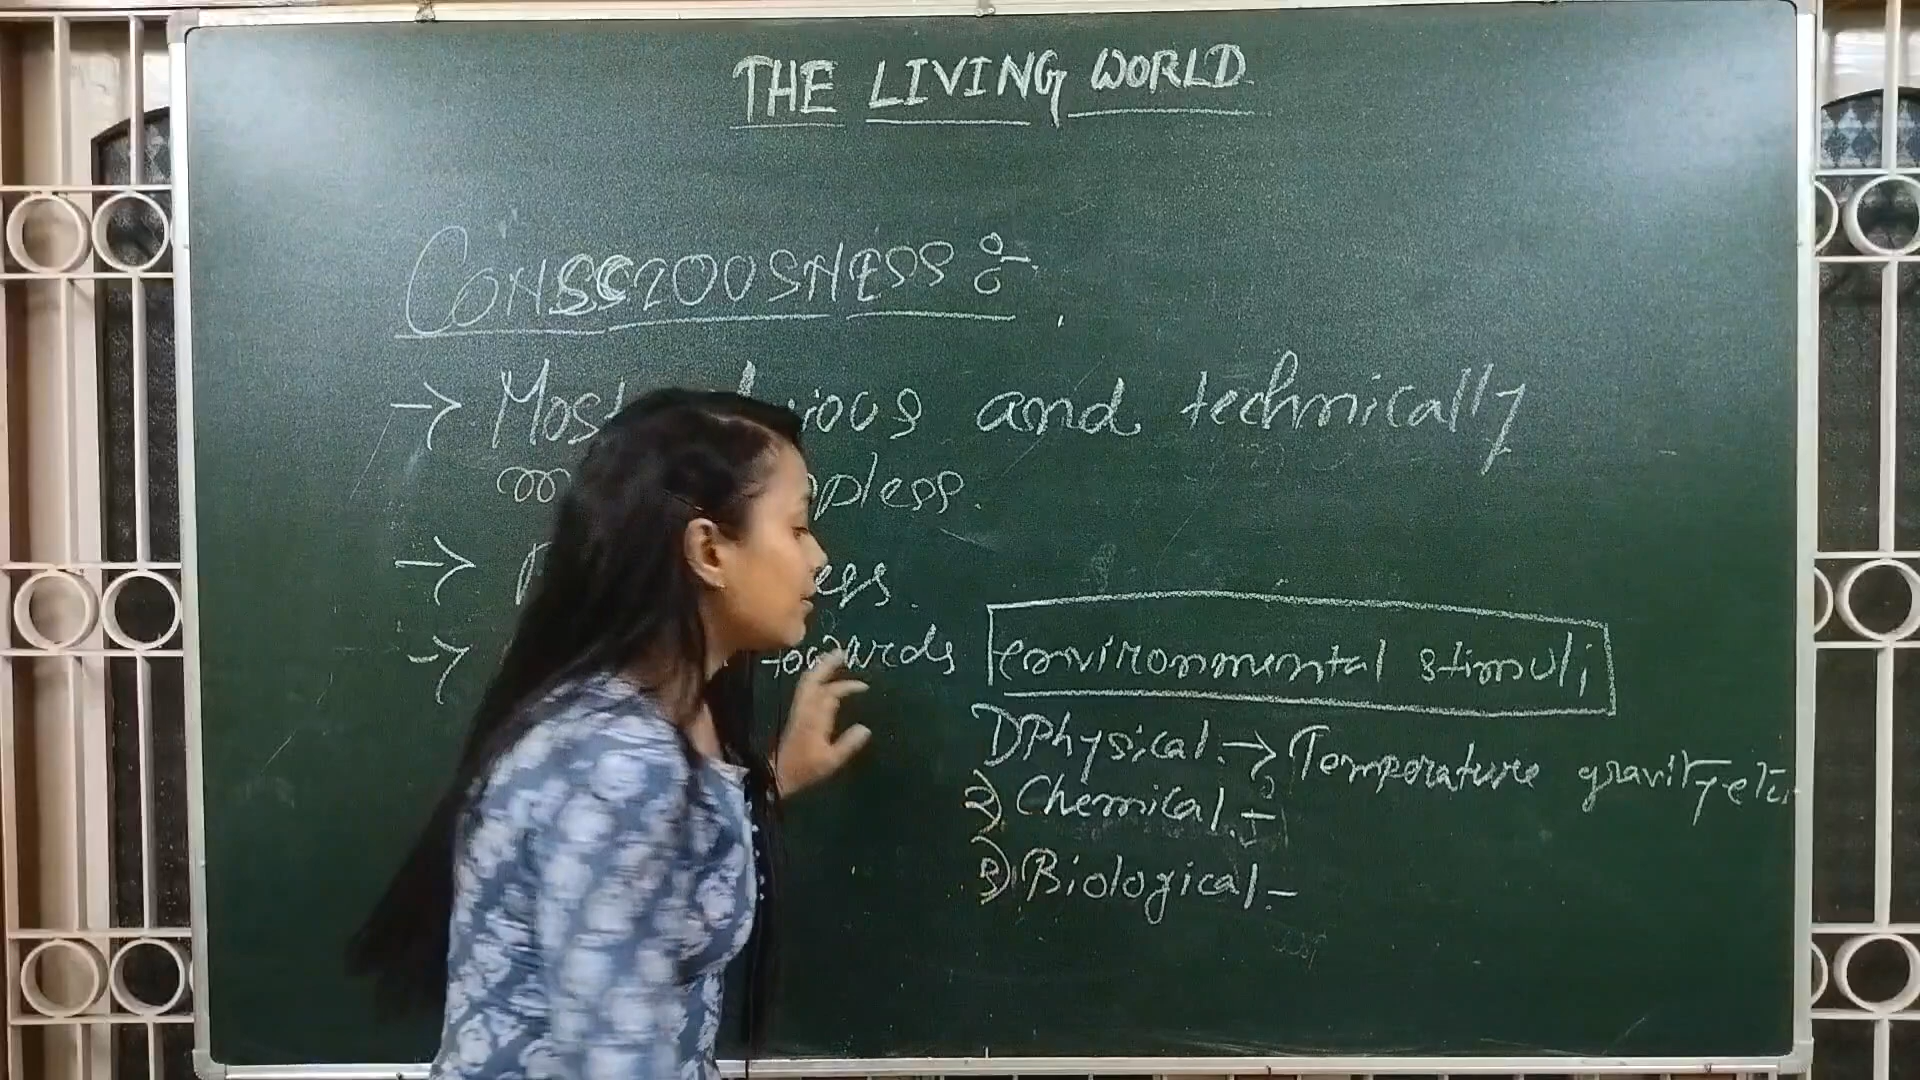 THE LIVING WORLD
CONSCIOUSNESS :-
→ Most and technically
→
→ towards environmental stimuli
1) Physical. → Temperature gravity etc.
2) Chemical. :-
3) Biological. -